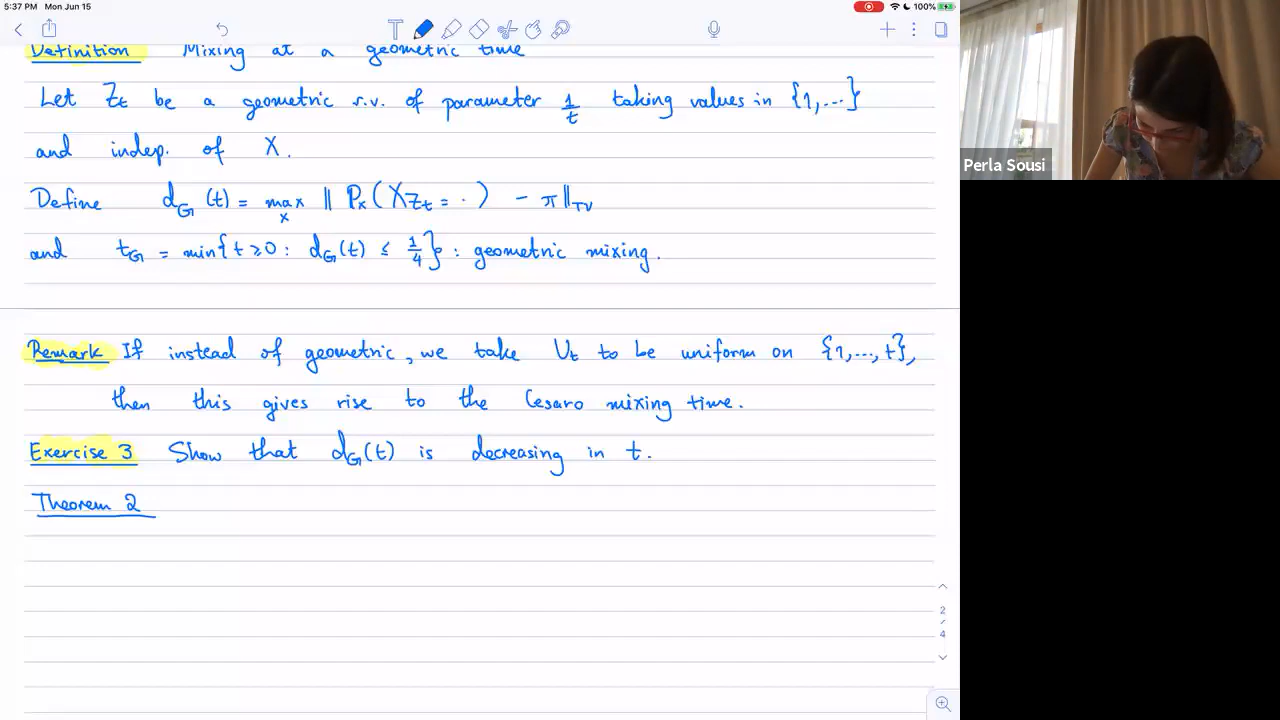 5:37 PM Mon Jun 15
100%
Definition Mixing at a geometric time
Let Z_t be a geometric r.v. of parameter 1/t taking values in {1,...}
and indep. of X.
Define d_G(t) = max_x ‖ P_x(X_{Z_t} = ·) - π‖_TV
and t_G = min{t ≥ 0 : d_G(t) ≤ 1/4} : geometric mixing.
Remark If instead of geometric, we take U_t to be uniform on {1,...,t},
then this gives rise to the Cesaro mixing time.
Exercise 3 Show that d_G(t) is decreasing in t.
Theorem 2
2/4
Perla Sousi